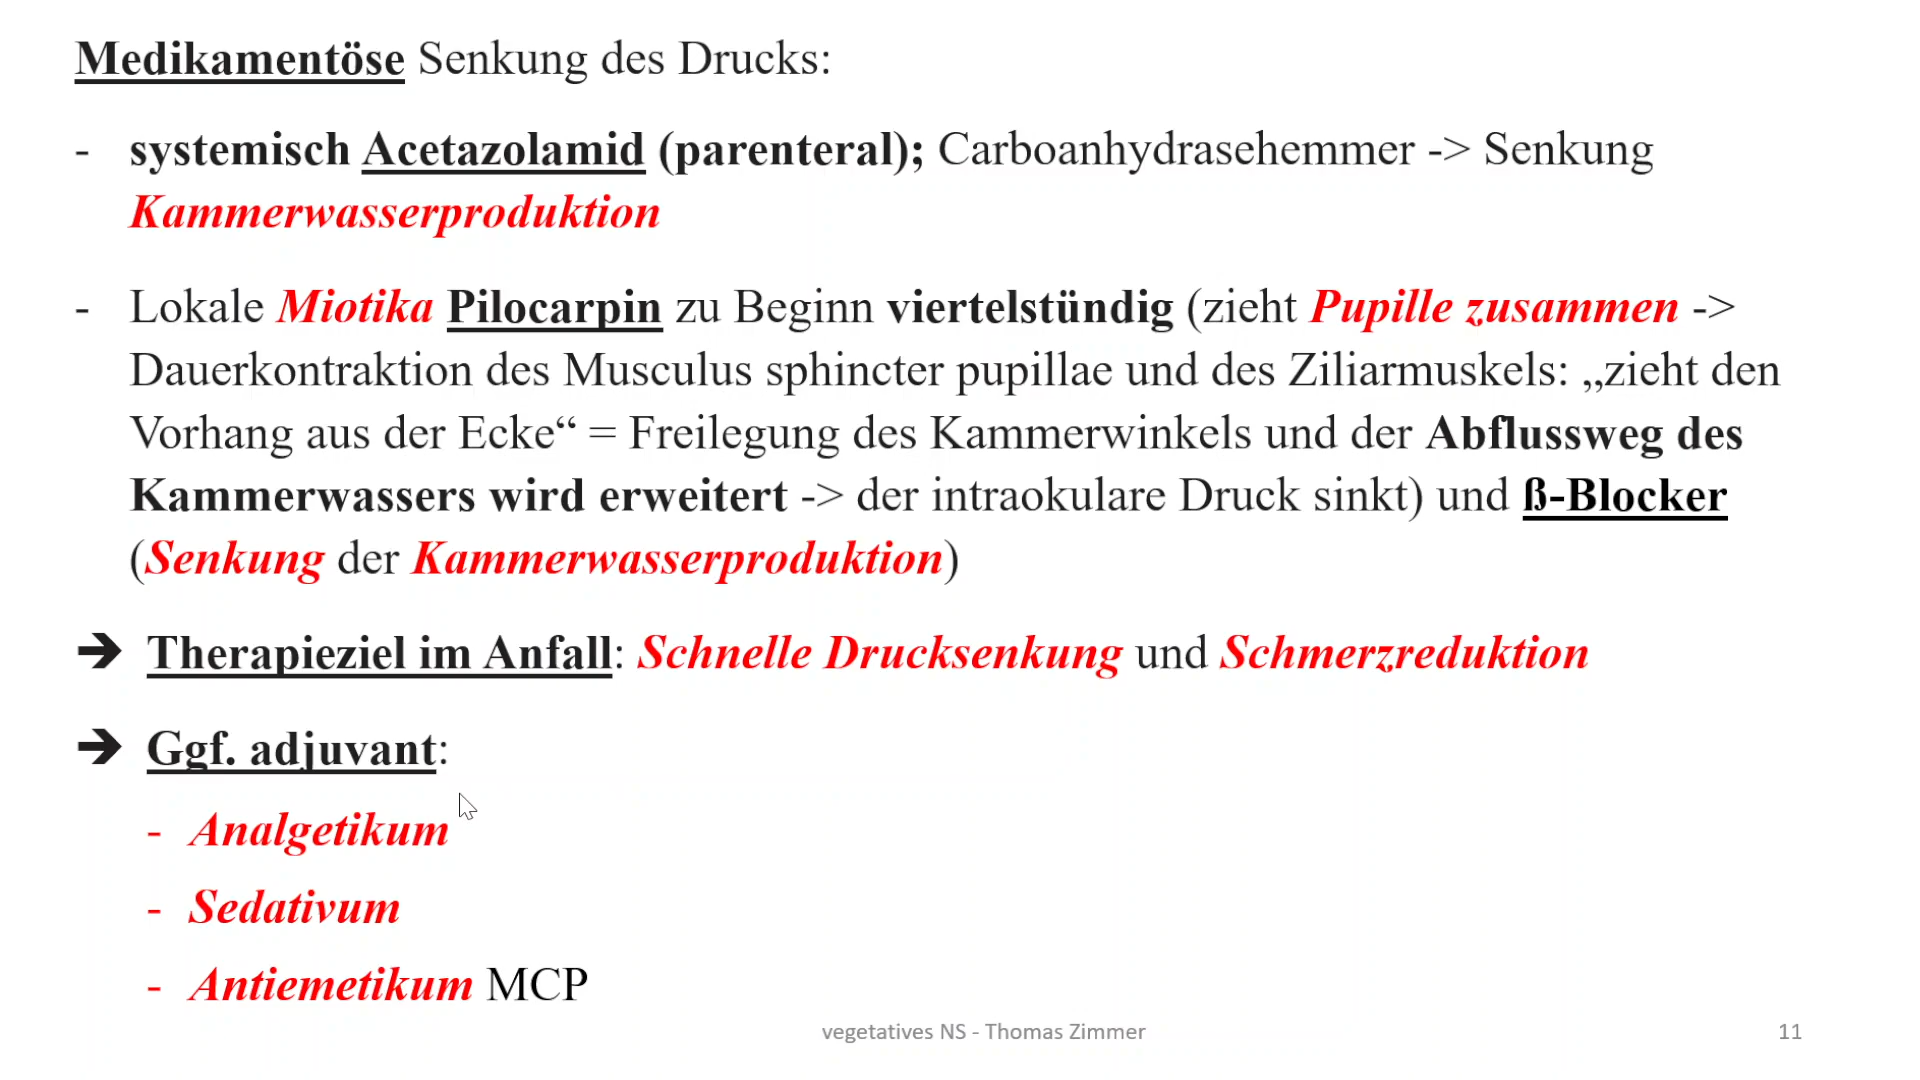 Medikamentöse Senkung des Drucks:
- systemisch Acetazolamid (parenteral); Carboanhydrasehemmer -> Senkung
Kammerwasserproduktion
- Lokale Miotika Pilocarpin zu Beginn viertelstündig (zieht Pupille zusammen ->
Dauerkontraktion des Musculus sphincter pupillae und des Ziliarmuskels: „zieht den
Vorhang aus der Ecke“ = Freilegung des Kammerwinkels und der Abflussweg des
Kammerwassers wird erweitert -> der intraokulare Druck sinkt) und ß-Blocker
(Senkung der Kammerwasserproduktion)
➔ Therapieziel im Anfall: Schnelle Drucksenkung und Schmerzreduktion
➔ Ggf. adjuvant:
- Analgetikum
- Sedativum
- Antiemetikum MCP
vegetatives NS - Thomas Zimmer
11